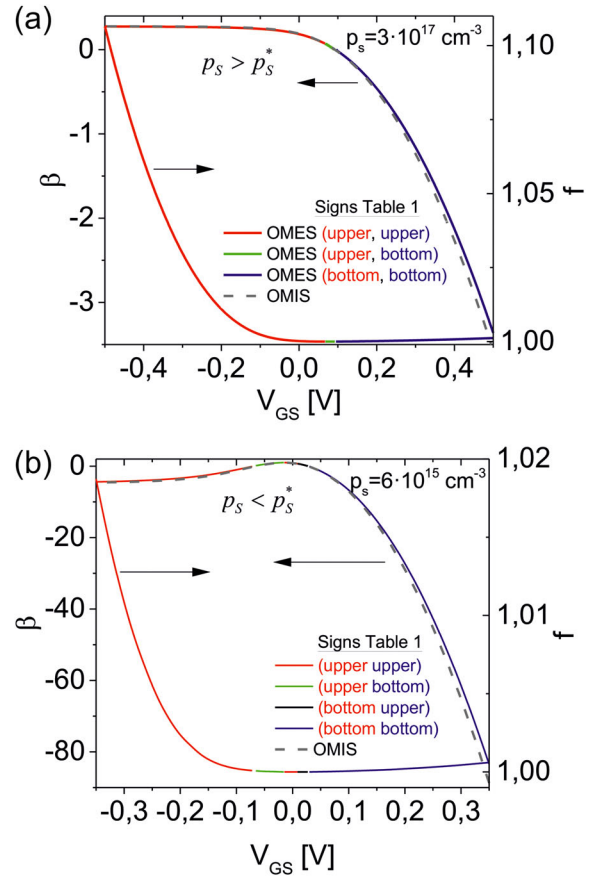 (a)
p_s=3·10^17 cm^-3
p_S > p_S^*
0
-1
-2
-3
β
1,10
1,05
1,00
f
Signs Table 1
OMES (upper, upper)
OMES (upper, bottom)
OMES (bottom, bottom)
OMIS
-0,4 -0,2 0,0 0,2 0,4
V_GS [V]
(b)
p_s=6·10^15 cm^-3
p_S < p_S^*
0
-20
-40
-60
-80
β
1,02
1,01
1,00
f
Signs Table 1
(upper upper)
(upper bottom)
(bottom upper)
(bottom bottom)
OMIS
-0,3 -0,2 -0,1 0,0 0,1 0,2 0,3
V_GS [V]